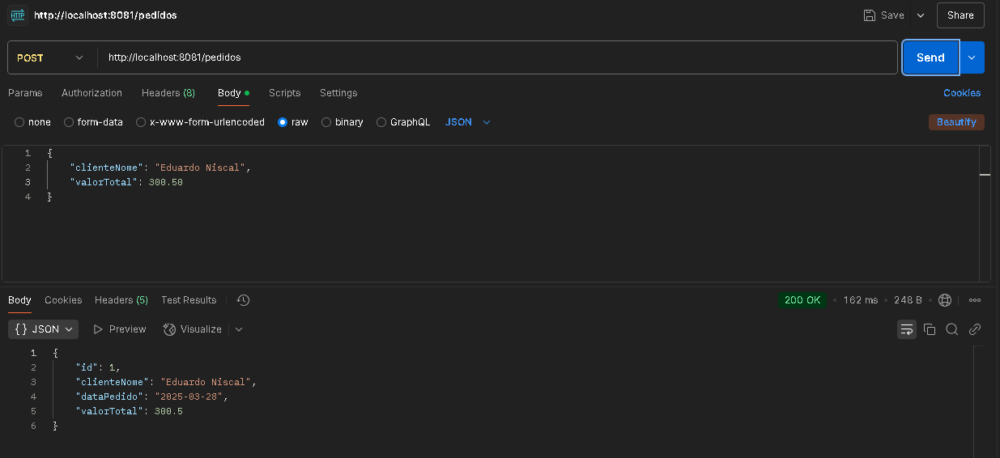 HTTP http://localhost:8081/pedidos Save Share
POST http://localhost:8081/pedidos Send
Params Authorization Headers (8) Body Scripts Settings Cookies
none form-data x-www-form-urlencoded raw binary GraphQL JSON Beautify
1 {
2 "clienteNome": "Eduardo Niscal",
3 "valorTotal": 300.50
4 }
Body Cookies Headers (5) Test Results 200 OK • 162 ms • 248 B •
{} JSON Preview Visualize
1 {
2 "id": 1,
3 "clienteNome": "Eduardo Niscal",
4 "dataPedido": "2025-03-28",
5 "valorTotal": 300.5
6 }